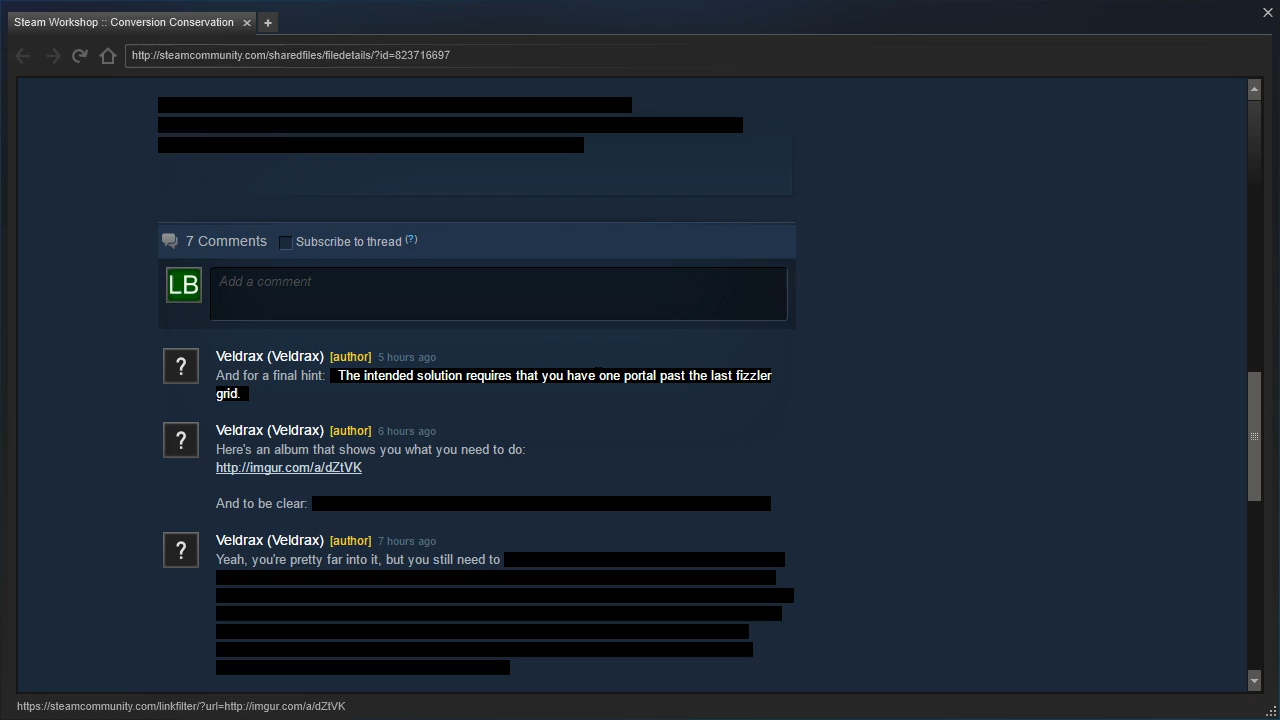 Steam Workshop :: Conversion Conservation
http://steamcommunity.com/sharedfiles/filedetails/?id=823716697
7 Comments Subscribe to thread (?)
LB
Add a comment
?
Veldrax (Veldrax) [author] 5 hours ago
And for a final hint: The intended solution requires that you have one portal past the last fizzler
grid.
?
Veldrax (Veldrax) [author] 6 hours ago
Here's an album that shows you what you need to do:
http://imgur.com/a/dZtVK
And to be clear:
?
Veldrax (Veldrax) [author] 7 hours ago
Yeah, you're pretty far into it, but you still need to
https://steamcommunity.com/linkfilter/?url=http://imgur.com/a/dZtVK